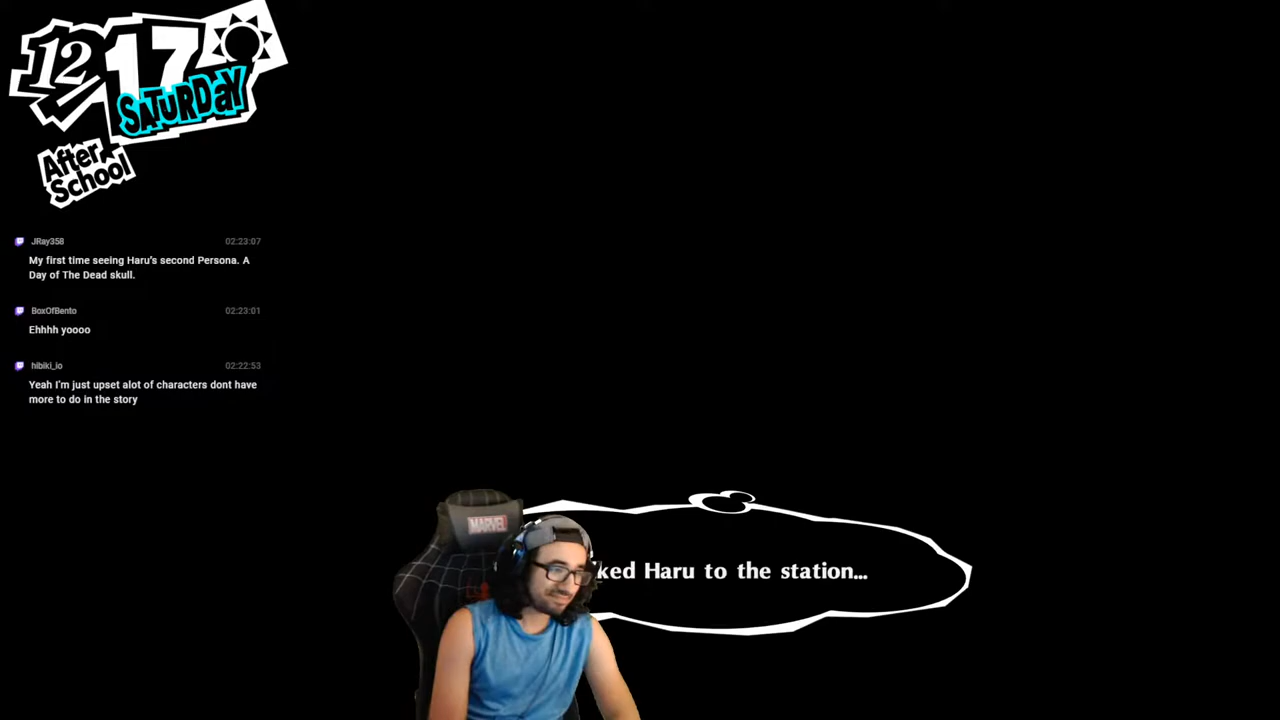 12 17
SATURDAY
After
School
JRay358 02:23:07
My first time seeing Haru's second Persona. A
Day of The Dead skull.
BoxOfBento 02:23:01
Ehhhh yoooo
hibiki_io 02:22:53
Yeah I'm just upset alot of characters dont have
more to do in the story
MARVEL
ked Haru to the station...